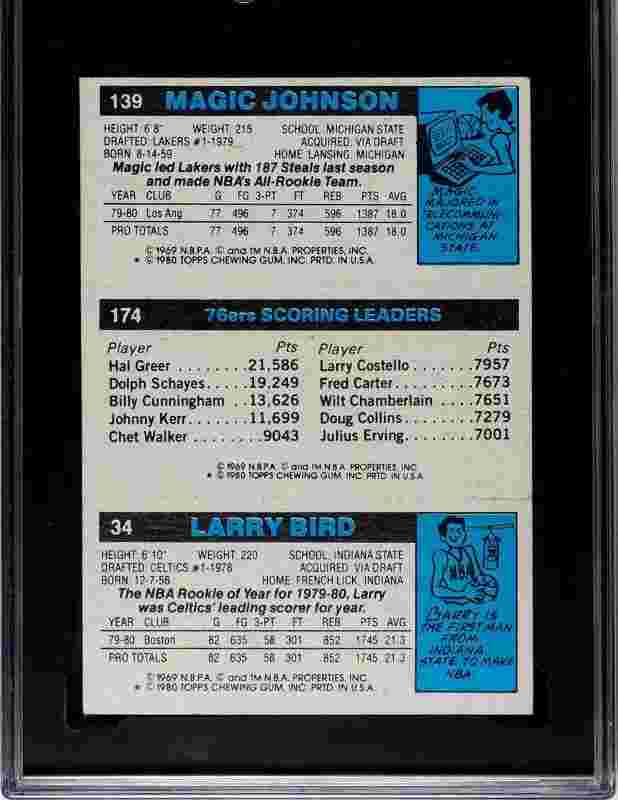 139 MAGIC JOHNSON
HEIGHT: 6'8" WEIGHT: 215 SCHOOL: MICHIGAN STATE
DRAFTED: LAKERS #1-1979 ACQUIRED: VIA DRAFT
BORN: 8-14-59 HOME: LANSING, MICHIGAN
Magic led Lakers with 187 Steals last season
and made NBA's All-Rookie Team.
YEAR CLUB G FG 3-PT FT REB PTS AVG
79-80 Los Ang 77 496 7 374 596 1387 18.0
PRO TOTALS 77 496 7 374 596 1387 18.0
© 1969 N.B.P.A. © and TM N.B.A. PROPERTIES, INC.
* © 1980 TOPPS CHEWING GUM, INC. PRTD. IN U.S.A.
MAGIC
MAJORED IN
TELECOMMUNI-
CATIONS AT
MICHIGAN
STATE.
174 76ers SCORING LEADERS
Player Pts Player Pts
Hal Greer ........21,586 Larry Costello .......7957
Dolph Schayes.....19,249 Fred Carter........7673
Billy Cunningham ..13,626 Wilt Chamberlain ....7651
Johnny Kerr.......11,699 Doug Collins.......7279
Chet Walker ........9043 Julius Erving........7001
© 1969 N.B.P.A. © and TM N.B.A. PROPERTIES, INC.
* © 1980 TOPPS CHEWING GUM, INC. PRTD. IN U.S.A.
34 LARRY BIRD
HEIGHT: 6'10" WEIGHT: 220 SCHOOL: INDIANA STATE
DRAFTED: CELTICS #1-1978 ACQUIRED: VIA DRAFT
BORN: 12-7-56 HOME: FRENCH LICK, INDIANA
The NBA Rookie of Year for 1979-80, Larry
was Celtics' leading scorer for year.
YEAR CLUB G FG 3-PT FT REB PTS AVG
79-80 Boston 82 635 58 301 852 1745 21.3
PRO TOTALS 82 635 58 301 852 1745 21.3
© 1969 N.B.P.A. © and TM N.B.A. PROPERTIES, INC.
* © 1980 TOPPS CHEWING GUM, INC. PRTD. IN U.S.A.
NBA
LARRY IS
THE FIRST MAN
FROM
INDIANA
STATE TO MAKE
NBA.